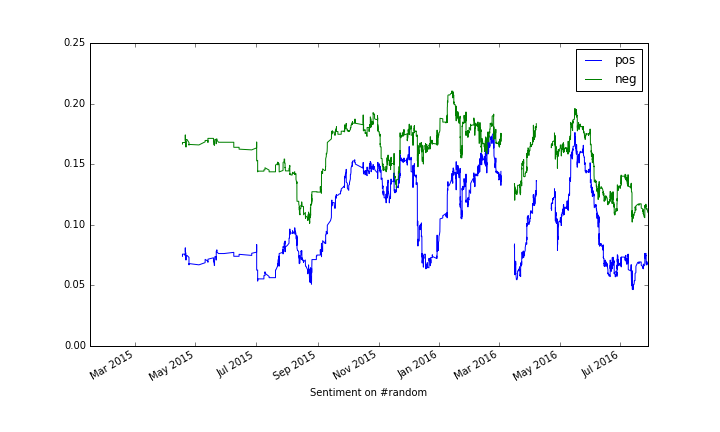 0.25
0.20
0.15
0.10
0.05
0.00
pos
neg
Mar 2015
May 2015
Jul 2015
Sep 2015
Nov 2015
Jan 2016
Mar 2016
May 2016
Jul 2016
Sentiment on #random